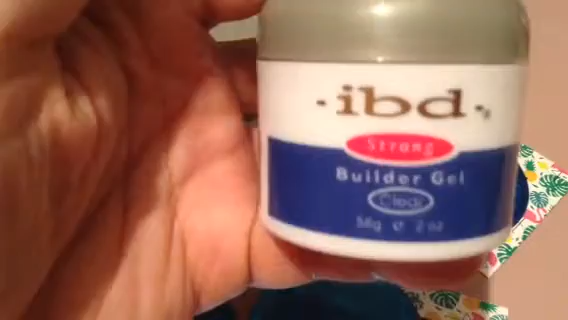 ·ibd·
Strong
Builder Gel
Clear
56g ℮ 2 oz